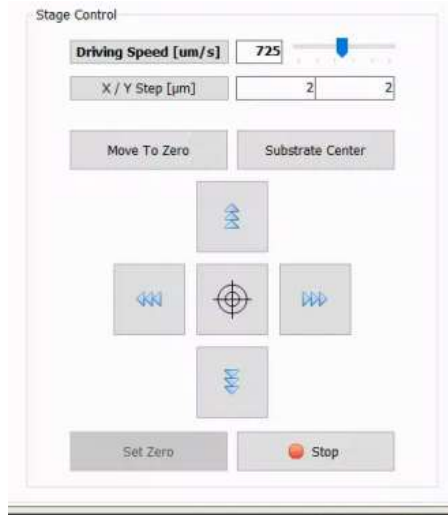 Stage Control
Driving Speed [um/s] 725
X / Y Step [µm] 2 2
Move To Zero Substrate Center
Set Zero Stop